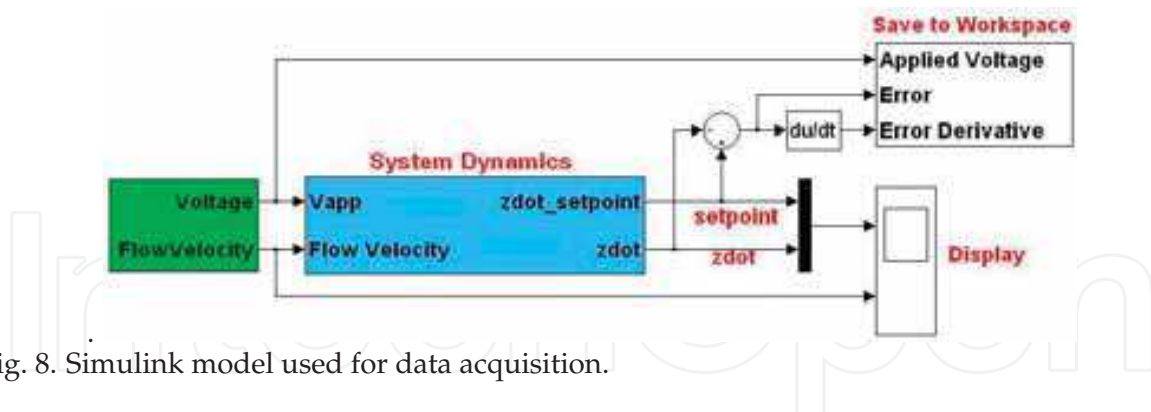 Save to Workspace
Applied Voltage
Error
du/dt
Error Derivative
System Dynamics
Voltage
Vapp
zdot_setpoint
setpoint
FlowVelocity
Flow Velocity
zdot
zdot
Display
.
ig. 8. Simulink model used for data acquisition.